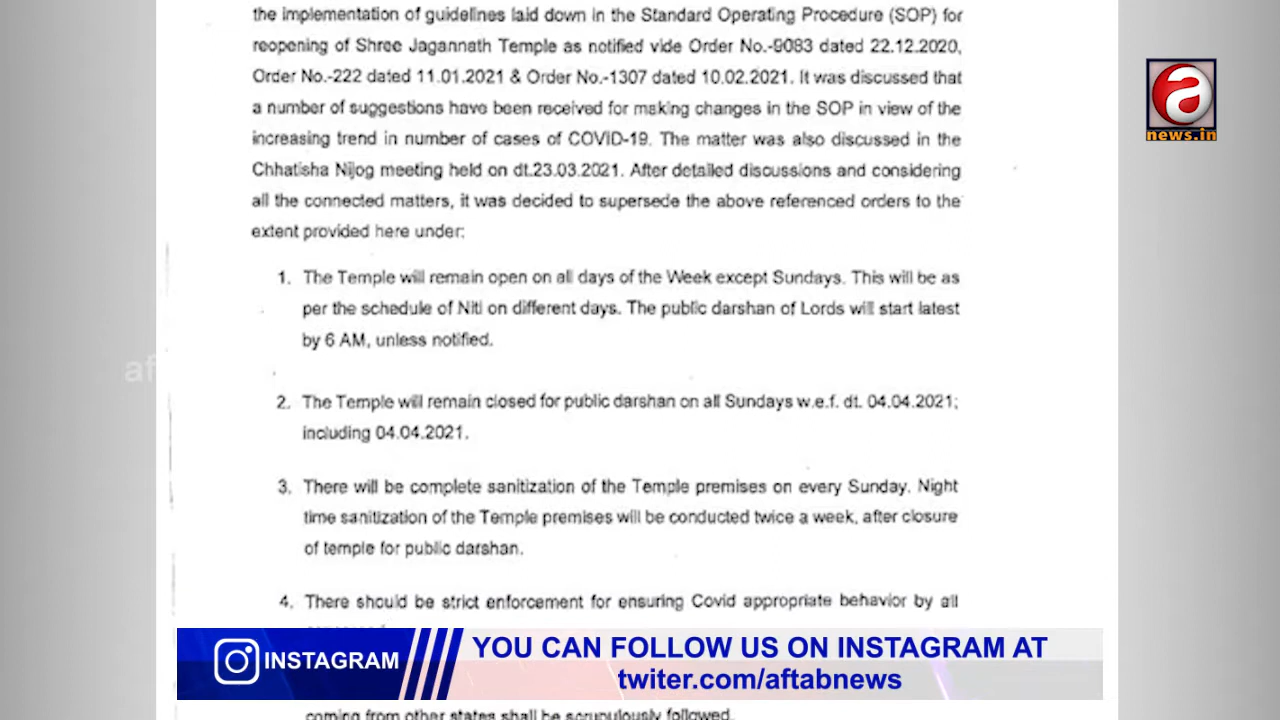 the implementation of guidelines laid down in the Standard Operating Procedure (SOP) for
reopening of Shree Jagannath Temple as notified vide Order No.-9083 dated 22.12.2020,
Order No.-222 dated 11.01.2021 & Order No.-1307 dated 10.02.2021. It was discussed that
a number of suggestions have been received for making changes in the SOP in view of the
increasing trend in number of cases of COVID-19. The matter was also discussed in the
Chhatisha Nijog meeting held on dt.23.03.2021. After detailed discussions and considering
all the connected matters, it was decided to supersede the above referenced orders to the
extent provided here under:
1. The Temple will remain open on all days of the Week except Sundays. This will be as
per the schedule of Niti on different days. The public darshan of Lords will start latest
by 6 AM, unless notified.
2. The Temple will remain closed for public darshan on all Sundays w.e.f. dt. 04.04.2021;
including 04.04.2021.
3. There will be complete sanitization of the Temple premises on every Sunday. Night
time sanitization of the Temple premises will be conducted twice a week, after closure
of temple for public darshan.
4. There should be strict enforcement for ensuring Covid appropriate behavior by all
coming from other states shall be scrupulously followed.
a
news.in
af
INSTAGRAM
YOU CAN FOLLOW US ON INSTAGRAM AT
twiter.com/aftabnews